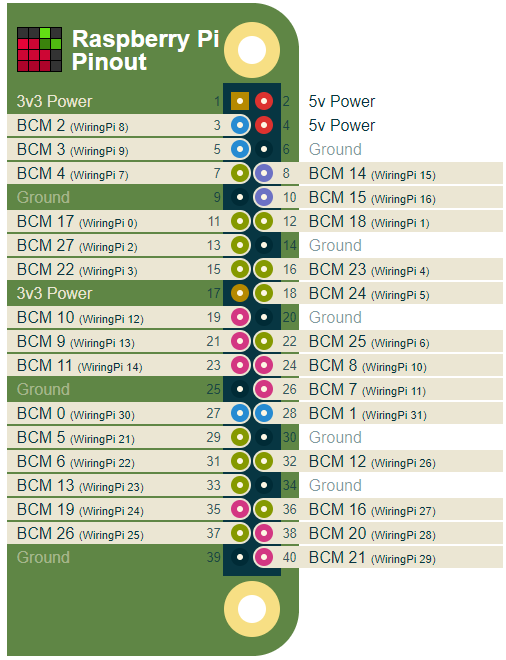 Raspberry Pi
Pinout
3v3 Power 1 2 5v Power
BCM 2 (WiringPi 8) 3 4 5v Power
BCM 3 (WiringPi 9) 5 6 Ground
BCM 4 (WiringPi 7) 7 8 BCM 14 (WiringPi 15)
Ground 9 10 BCM 15 (WiringPi 16)
BCM 17 (WiringPi 0) 11 12 BCM 18 (WiringPi 1)
BCM 27 (WiringPi 2) 13 14 Ground
BCM 22 (WiringPi 3) 15 16 BCM 23 (WiringPi 4)
3v3 Power 17 18 BCM 24 (WiringPi 5)
BCM 10 (WiringPi 12) 19 20 Ground
BCM 9 (WiringPi 13) 21 22 BCM 25 (WiringPi 6)
BCM 11 (WiringPi 14) 23 24 BCM 8 (WiringPi 10)
Ground 25 26 BCM 7 (WiringPi 11)
BCM 0 (WiringPi 30) 27 28 BCM 1 (WiringPi 31)
BCM 5 (WiringPi 21) 29 30 Ground
BCM 6 (WiringPi 22) 31 32 BCM 12 (WiringPi 26)
BCM 13 (WiringPi 23) 33 34 Ground
BCM 19 (WiringPi 24) 35 36 BCM 16 (WiringPi 27)
BCM 26 (WiringPi 25) 37 38 BCM 20 (WiringPi 28)
Ground 39 40 BCM 21 (WiringPi 29)